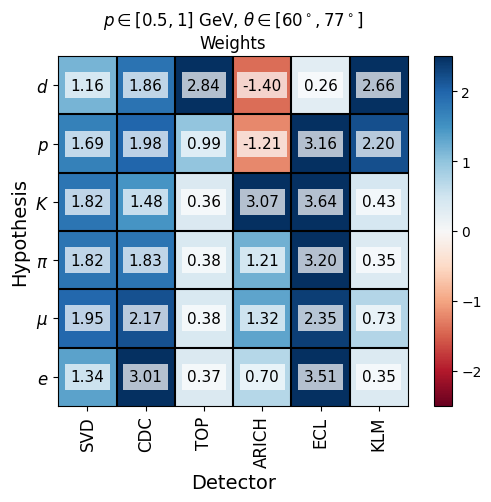 p ∈ [0.5, 1] GeV, θ ∈ [60°, 77°]
Weights
Hypothesis
d 1.16 1.86 2.84 -1.40 0.26 2.66
p 1.69 1.98 0.99 -1.21 3.16 2.20
K 1.82 1.48 0.36 3.07 3.64 0.43
π 1.82 1.83 0.38 1.21 3.20 0.35
μ 1.95 2.17 0.38 1.32 2.35 0.73
e 1.34 3.01 0.37 0.70 3.51 0.35
SVD CDC TOP ARICH ECL KLM
Detector
2
1
0
−1
−2